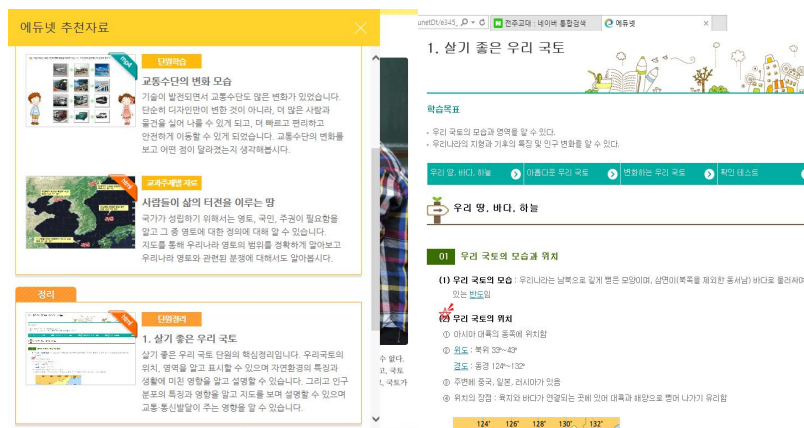 에듀넷 추천자료
mp4
단원학습
교통수단의 변화 모습
기술이 발전되면서 교통수단도 많은 변화가 있었습니다.
단순히 디자인만이 변한 것이 아니라, 더 많은 사람과
물건을 실어 나를 수 있게 되고, 더 빠르고 편리하고
안전하게 이동할 수 있게 되었습니다. 교통수단의 변화를
보고 어떤 점이 달라졌는지 생각해봅시다.
html
교과주제별 자료
사람들이 삶의 터전을 이루는 땅
국가가 성립하기 위해서는 영토, 국민, 주권이 필요함을
알고 그 중 영토에 대한 정의에 대해 알 수 있습니다.
지도를 통해 우리나라 영토의 범위를 정확하게 알아보고
우리나라 영토와 관련된 분쟁에 대해서도 알아봅시다.
정리
html
단원정리
1. 살기 좋은 우리 국토
살기 좋은 우리 국토 단원의 핵심정리입니다. 우리국토의
위치, 영역을 알고 표시할 수 있으며 자연환경의 특징과
생활에 미친 영향을 알고 설명할 수 있습니다. 그리고 인구
분포의 특징과 영향을 알고 지도를 보며 설명할 수 있으며
교통·통신발달이 주는 영향을 알 수 있습니다.
수 없다.
고, 국토
국토가
unetDt/e345_
전주교대 : 네이버 통합검색
에듀넷
1. 살기 좋은 우리 국토
학습목표
- 우리 국토의 모습과 영역을 알 수 있다.
- 우리나라의 지형과 기후의 특징 및 인구 변화를 알 수 있다.
우리 땅, 바다, 하늘
아름다운 우리 국토
변화하는 우리 국토
확인 테스트
우리 땅, 바다, 하늘
01 우리 국토의 모습과 위치
(1) 우리 국토의 모습 : 우리나라는 남북으로 길게 뻗은 모양이며, 삼면이(북쪽을 제외한 동서남) 바다로 둘러싸여
있는 반도임
(2) 우리 국토의 위치
① 아시아 대륙의 동쪽에 위치함
② 위도 : 북위 33°~43°
경도 : 동경 124°~132°
③ 주변에 중국, 일본, 러시아가 있음
④ 위치의 장점 : 육지와 바다가 연결되는 곳에 있어 대륙과 해양으로 뻗어 나가기 유리함
124° 126° 128° 130° 132°